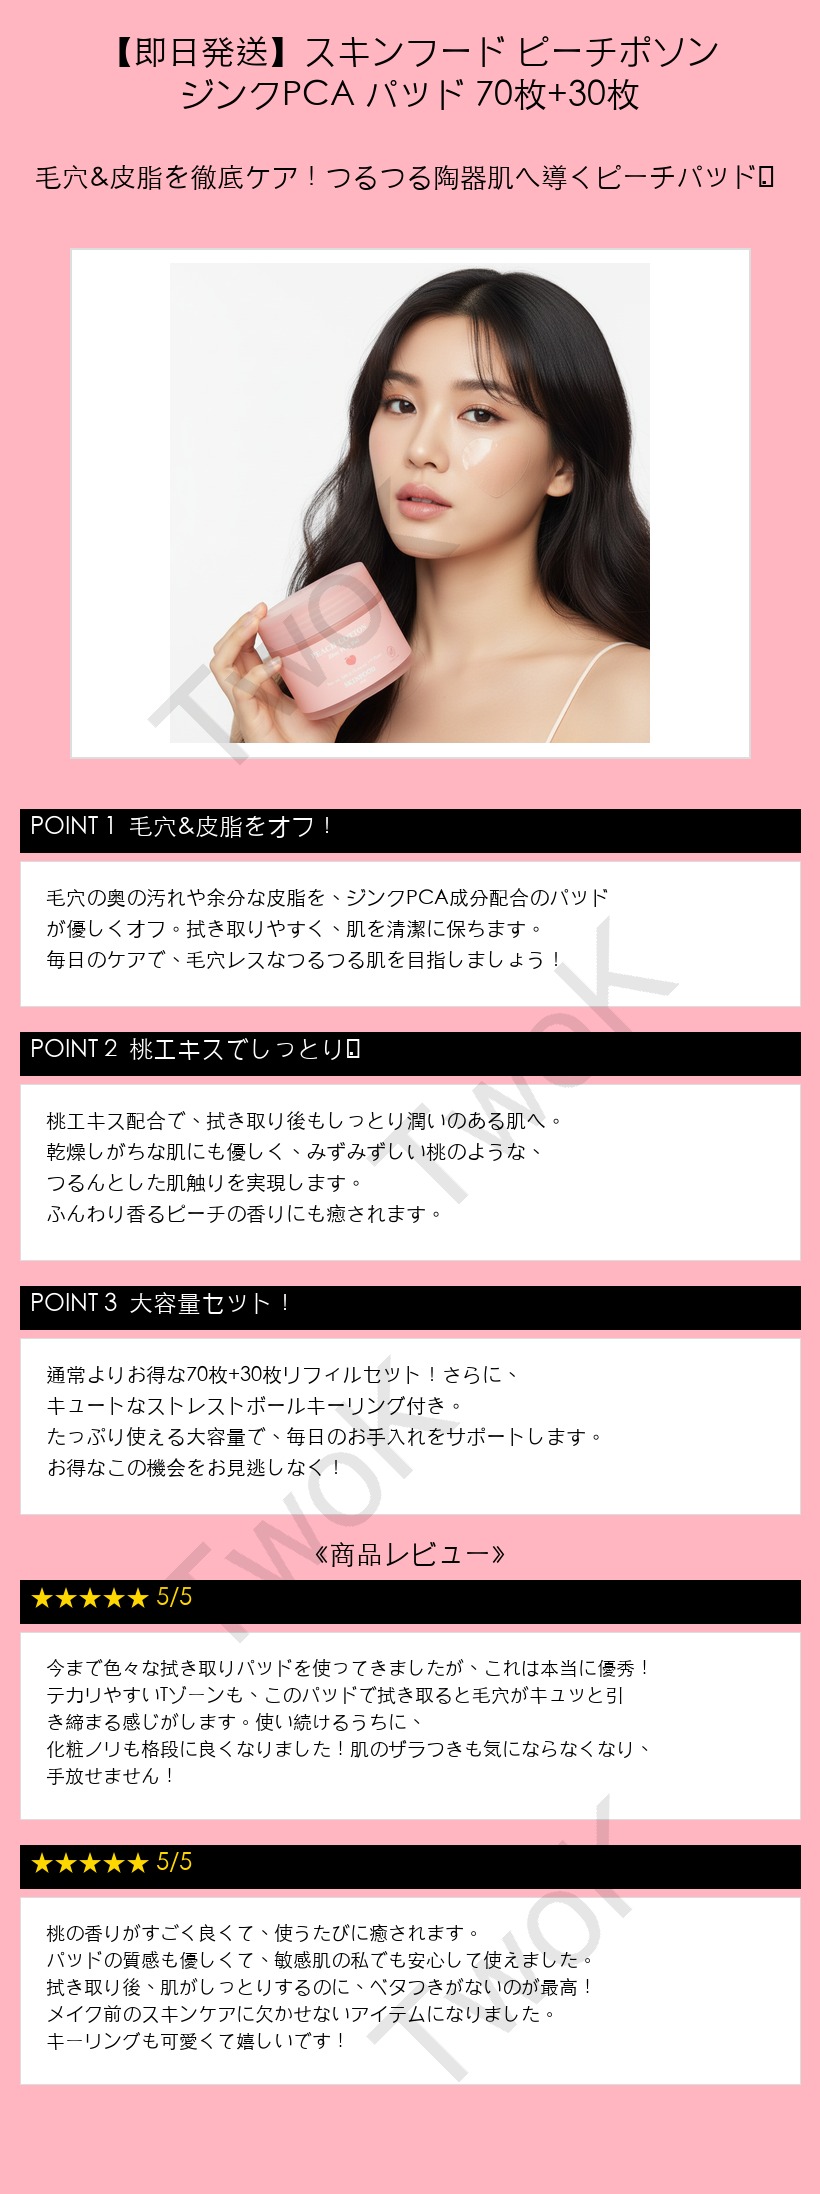 【即日発送】スキンフード ピーチポソン
ジンクPCA パッド 70枚+30枚
毛穴&皮脂を徹底ケア！つるつる陶器肌へ導くピーチパッド
TwoK
POINT 1 毛穴&皮脂をオフ！
毛穴の奥の汚れや余分な皮脂を、ジンクPCA成分配合のパッド
が優しくオフ。拭き取りやすく、肌を清潔に保ちます。
毎日のケアで、毛穴レスなつるつる肌を目指しましょう！
TwoK
POINT 2 桃エキスでしっとり
桃エキス配合で、拭き取り後もしっとり潤いのある肌へ。
乾燥しがちな肌にも優しく、みずみずしい桃のような、
つるんとした肌触りを実現します。
ふんわり香るピーチの香りにも癒されます。
POINT 3 大容量セット！
通常よりお得な70枚+30枚リフィルセット！さらに、
キュートなストレストボールキーリング付き。
たっぷり使える大容量で、毎日のお手入れをサポートします。
お得なこの機会をお見逃しなく！
TwoK
《商品レビュー》
★★★★★ 5/5
今まで色々な拭き取りパッドを使ってきましたが、これは本当に優秀！
テカリやすいTゾーンも、このパッドで拭き取ると毛穴がキュッと引
き締まる感じがします。使い続けるうちに、
化粧ノリも格段に良くなりました！肌のザラつきも気にならなくなり、
手放せません！
★★★★★ 5/5
桃の香りがすごく良くて、使うたびに癒されます。
パッドの質感も優しくて、敏感肌の私でも安心して使えました。
拭き取り後、肌がしっとりするのに、ベタつきがないのが最高！
メイク前のスキンケアに欠かせないアイテムになりました。
キーリングも可愛くて嬉しいです！
TwoK